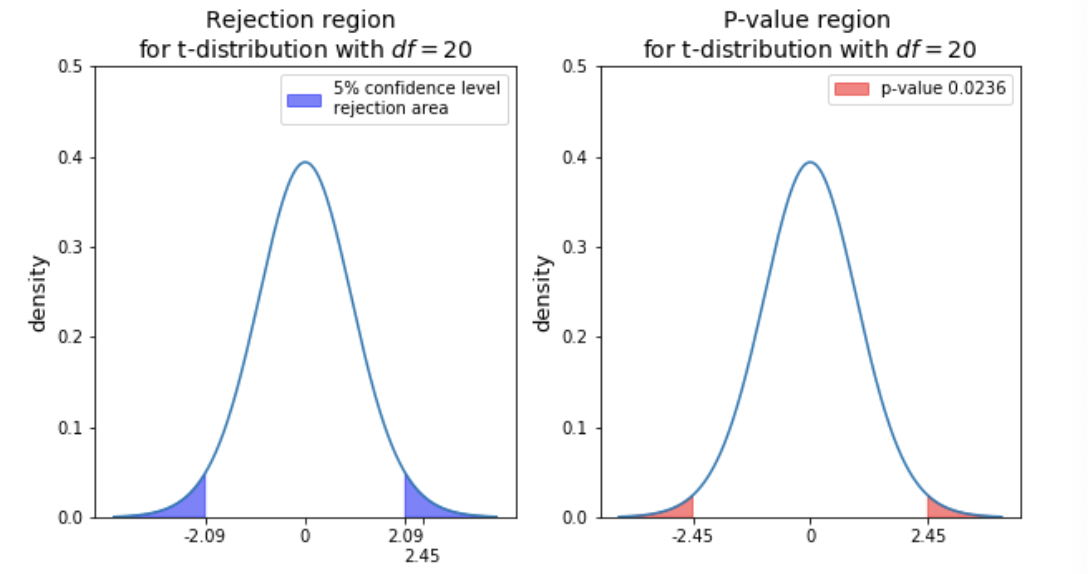 Rejection region
for t-distribution with df = 20
5% confidence level
rejection area
0.5
0.4
0.3
0.2
0.1
0.0
density
-2.09
0
2.09
2.45
P-value region
for t-distribution with df = 20
p-value 0.0236
0.5
0.4
0.3
0.2
0.1
0.0
density
-2.45
0
2.45